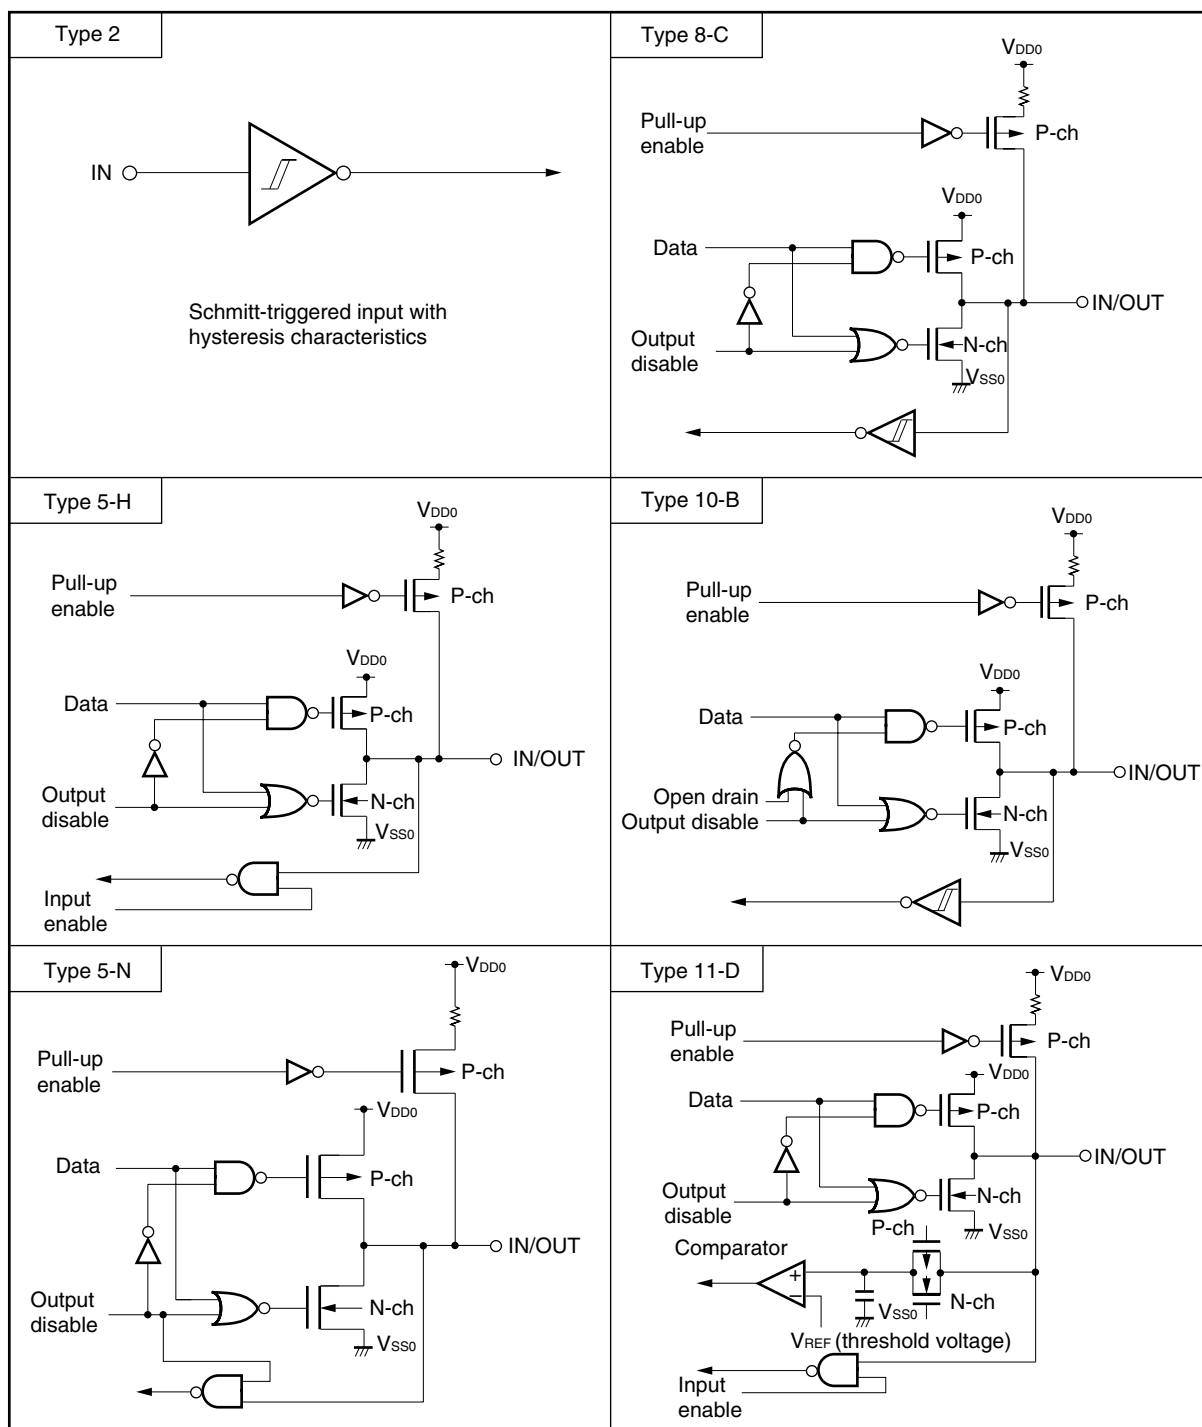 Type 2
IN
Schmitt-triggered input with
hysteresis characteristics
Type 8-C
VDD0
Pull-up
enable
P-ch
VDD0
Data
P-ch
IN/OUT
Output
disable
N-ch
VSS0
Type 5-H
VDD0
Pull-up
enable
P-ch
VDD0
Data
P-ch
IN/OUT
Output
disable
N-ch
VSS0
Input
enable
Type 10-B
VDD0
Pull-up
enable
P-ch
VDD0
Data
P-ch
IN/OUT
Open drain
Output disable
N-ch
VSS0
Type 5-N
VDD0
Pull-up
enable
P-ch
VDD0
Data
P-ch
IN/OUT
Output
disable
N-ch
VSS0
Type 11-D
VDD0
Pull-up
enable
P-ch
VDD0
Data
P-ch
IN/OUT
Output
disable
N-ch
P-ch
VSS0
Comparator
+
−
VSS0
N-ch
VREF (threshold voltage)
Input
enable